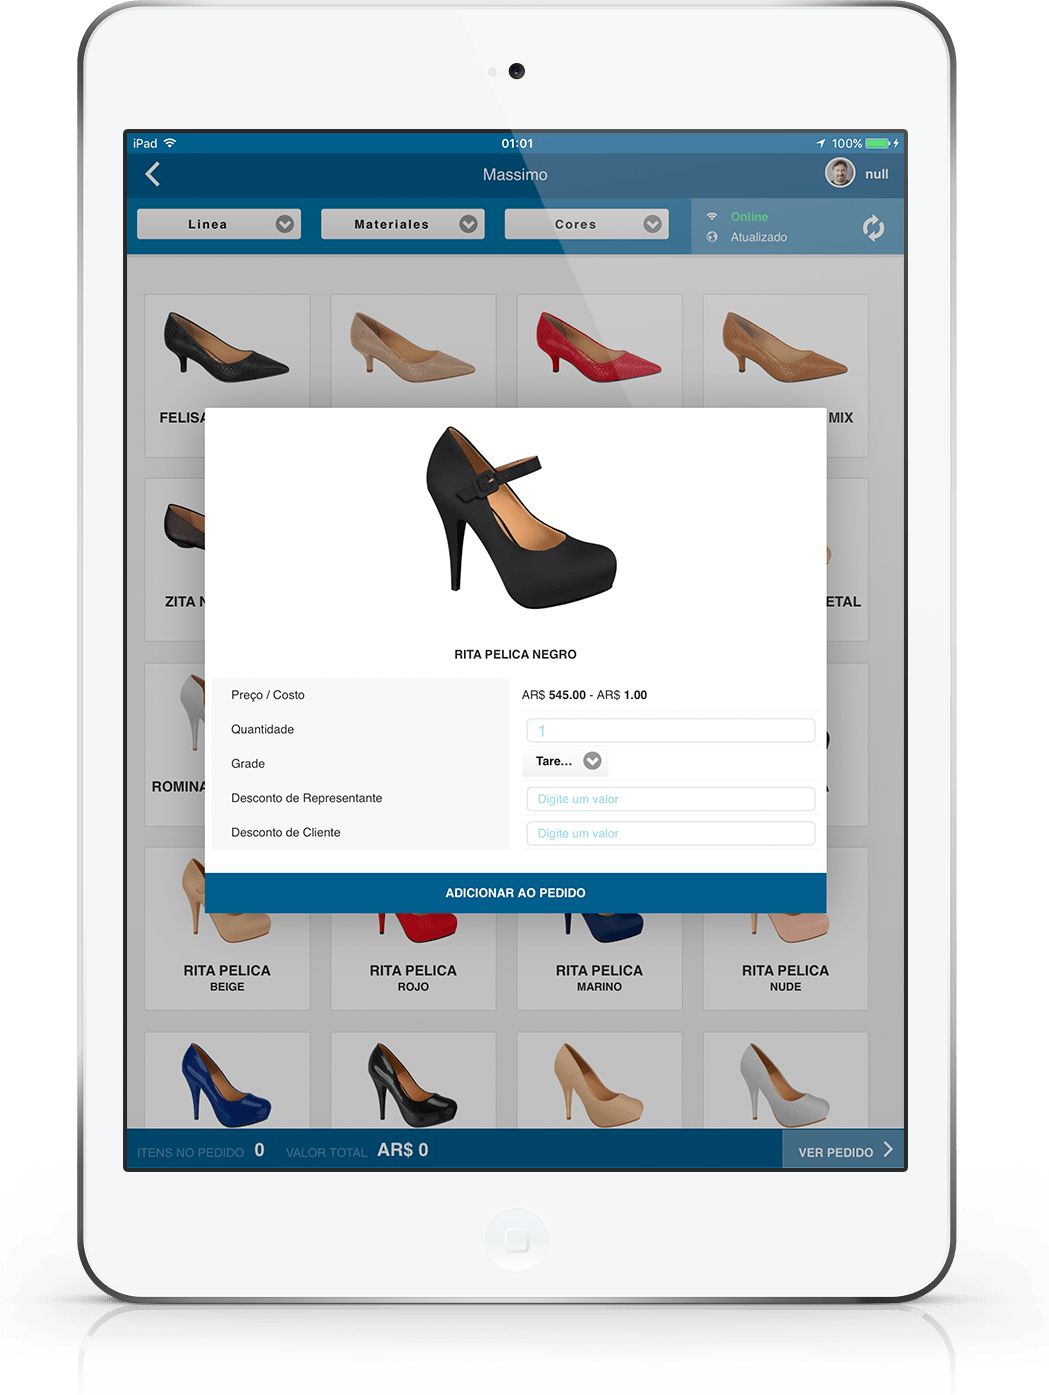 iPad 01:01 100%
Massimo null
Linea Materiales Cores
Online
Atualizado
FELISA MIX
ZITA
ROMINA
RITA PELICA NEGRO
Preço / Costo AR$ 545.00 - AR$ 1.00
Quantidade 1
Grade Tare...
Desconto de Representante Digite um valor
Desconto de Cliente Digite um valor
ADICIONAR AO PEDIDO
RITA PELICA RITA PELICA RITA PELICA RITA PELICA
BEIGE ROJO MARINO NUDE
ITENS NO PEDIDO 0 VALOR TOTAL AR$ 0 VER PEDIDO